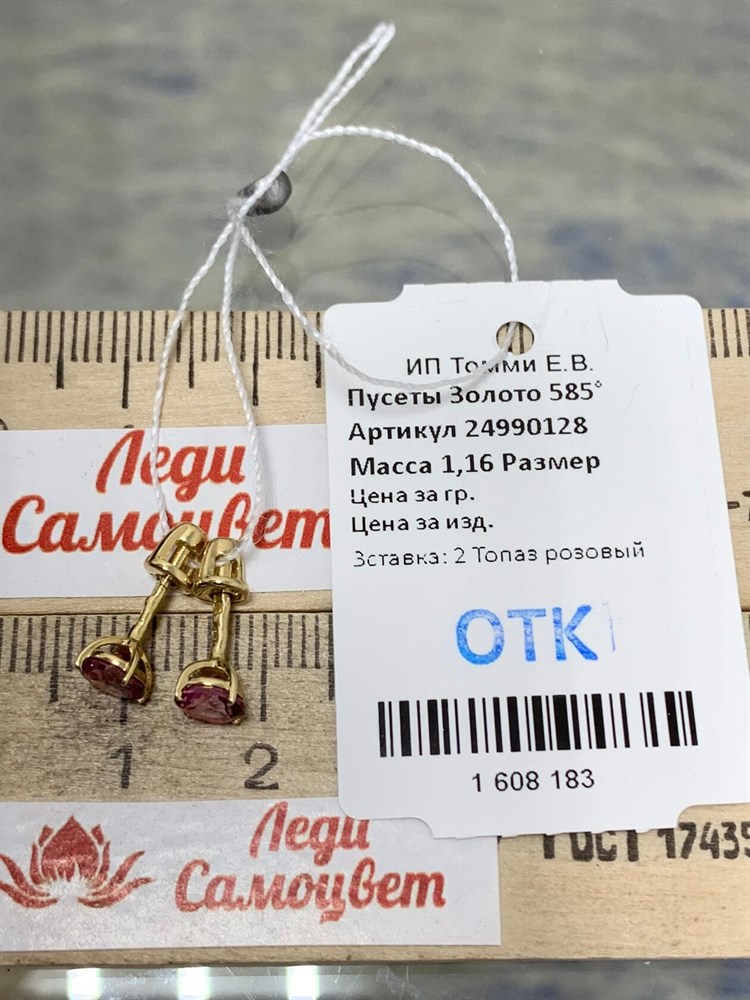 ИП Томми Е.В.
Пусеты Золото 585°
Артикул 24990128
Масса 1,16 Размер
Цена за гр.
Цена за изд.
Вставка: 2 Топаз розовый
ОТК
1 608 183
Леди
Самоцвет
1 2
Леди
Самоцвет
ГОСТ 17435